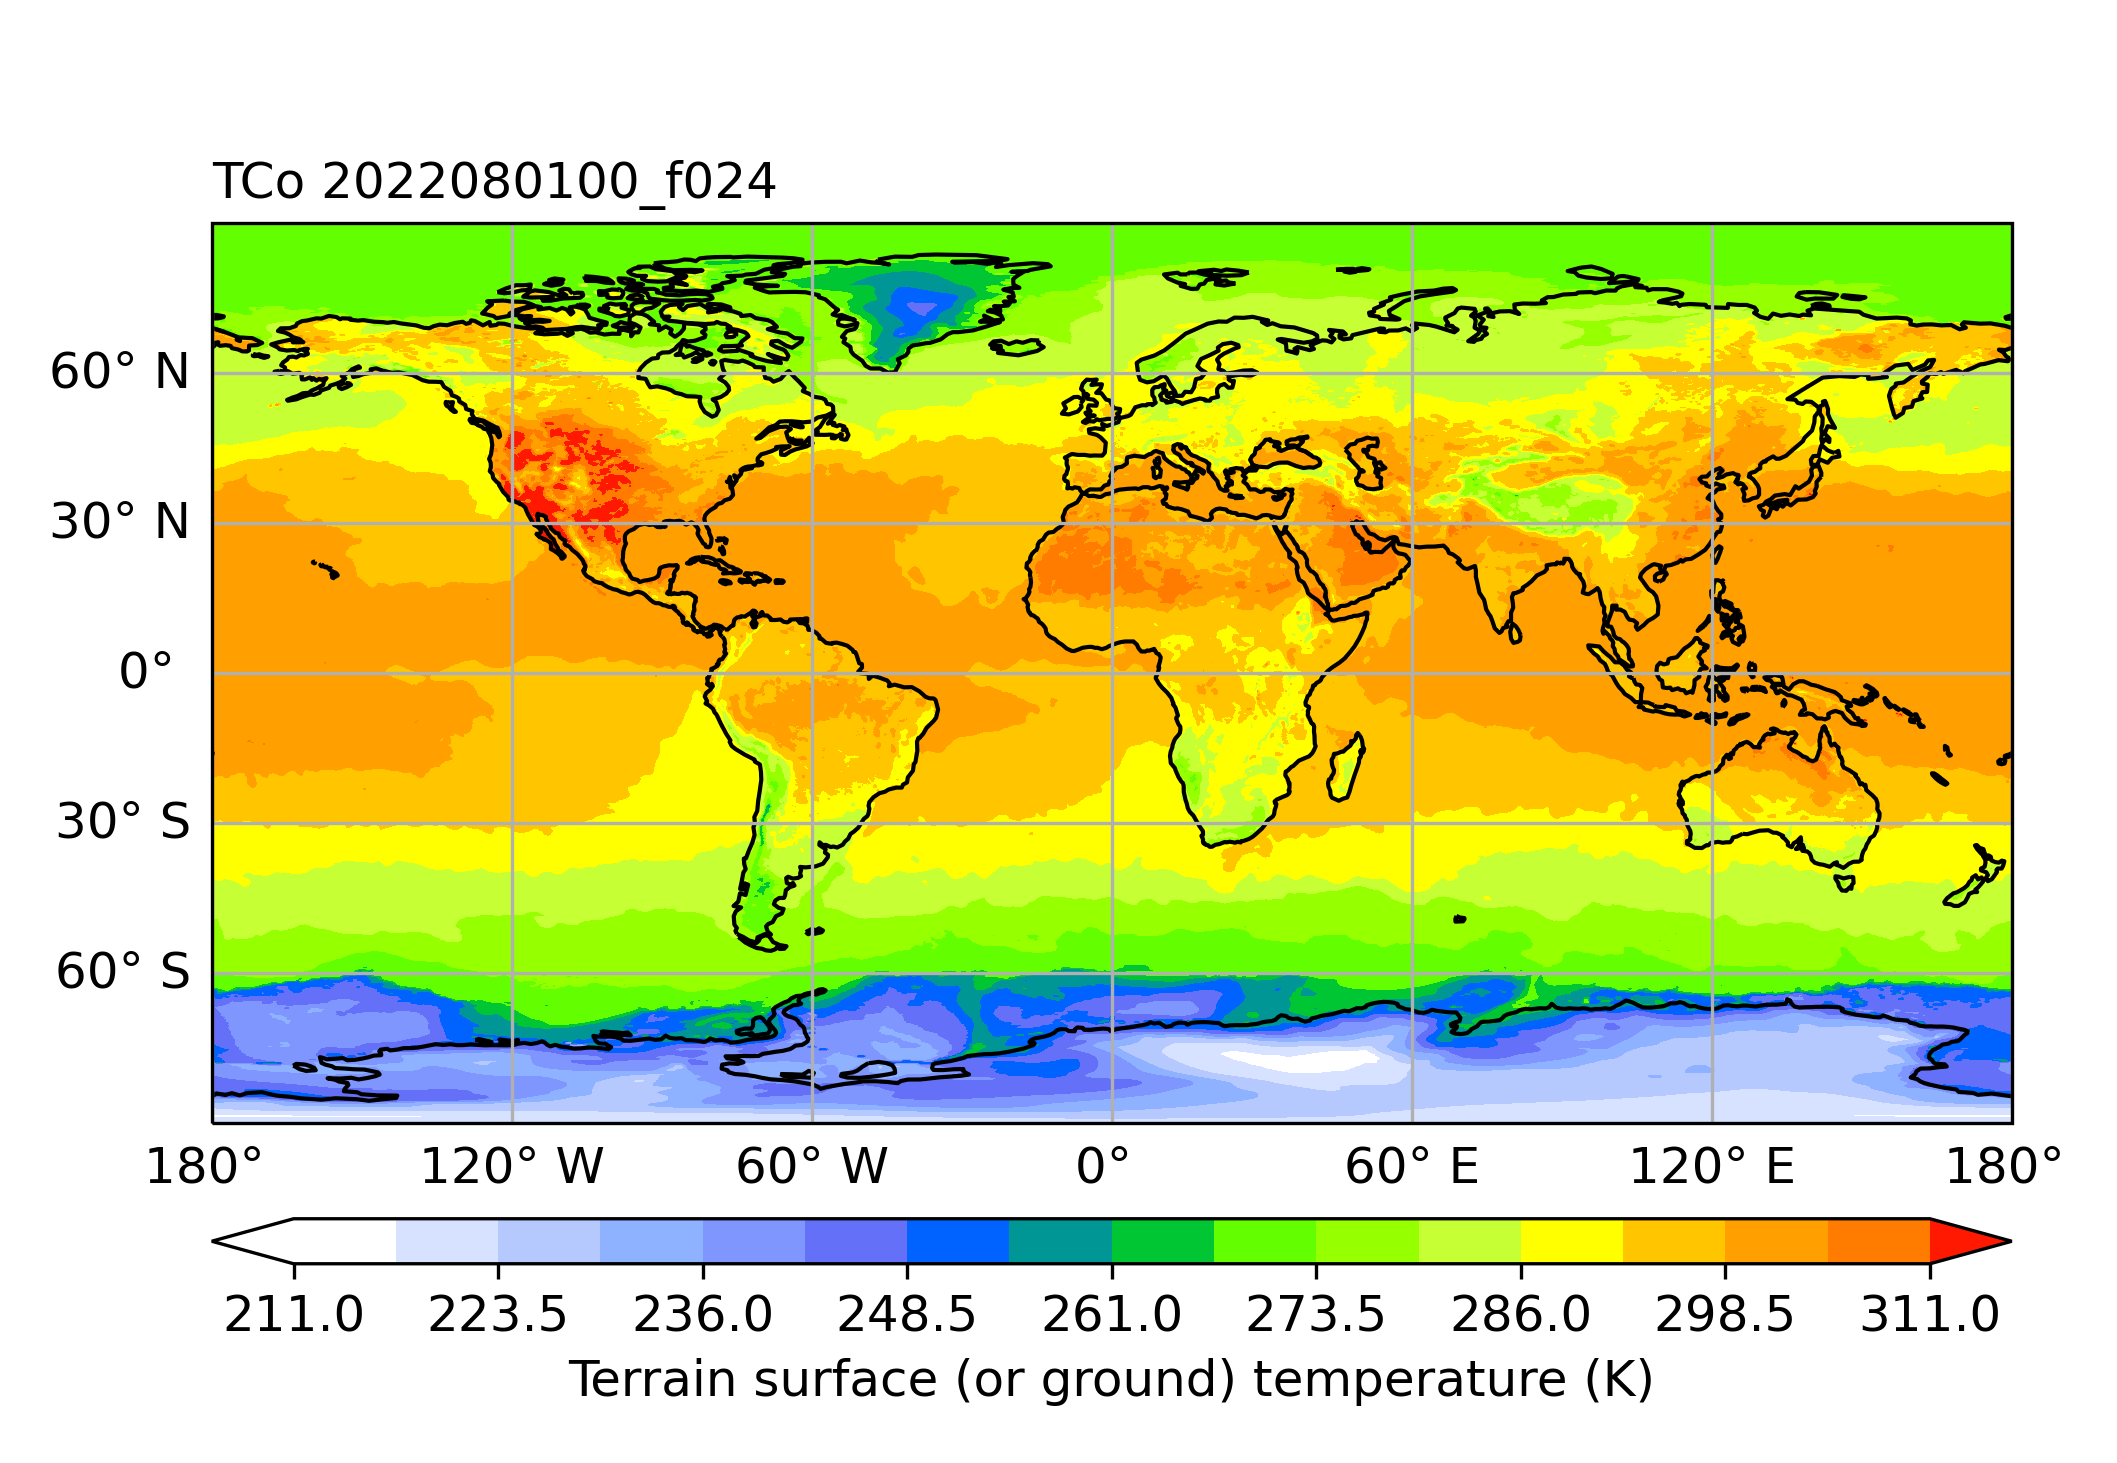 TCo 2022080100_f024
60° N
30° N
0°
30° S
60° S
180° 120° W 60° W 0° 60° E 120° E 180°
211.0 223.5 236.0 248.5 261.0 273.5 286.0 298.5 311.0
Terrain surface (or ground) temperature (K)